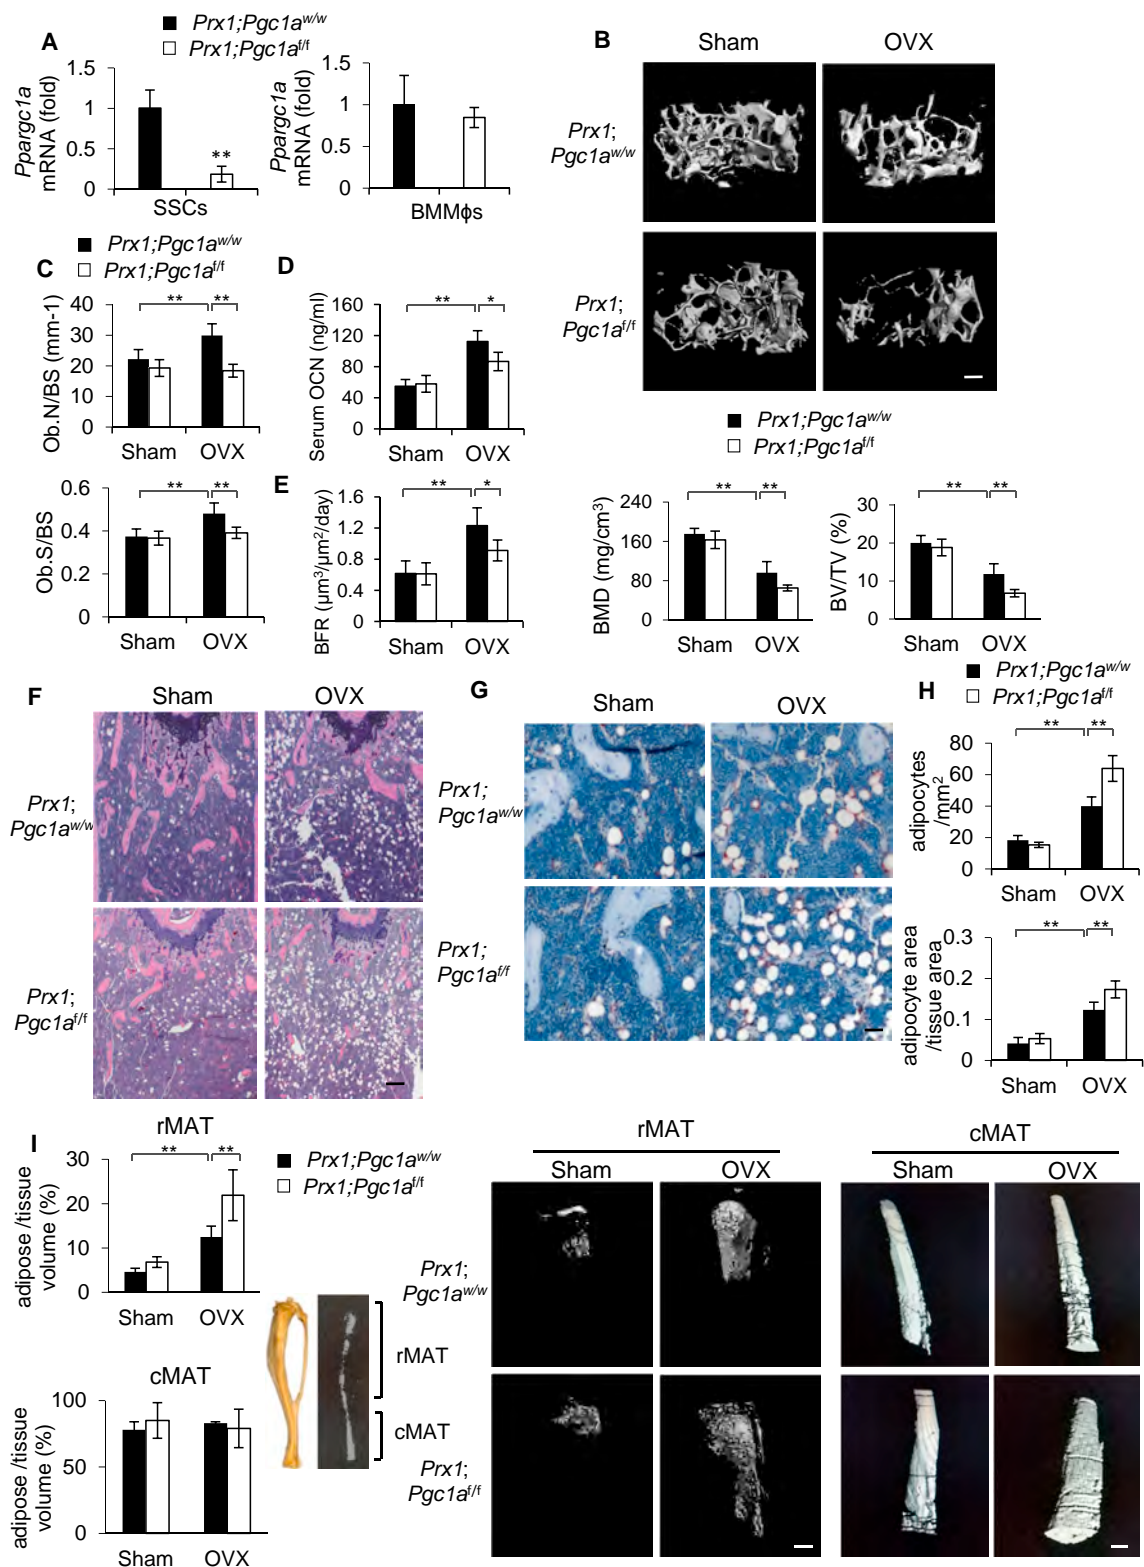 A
Prx1;Pgc1a^w/w
Prx1;Pgc1a^f/f
Ppargc1a
mRNA (fold)
1.5
1
0.5
0
**
SSCs
Ppargc1a
mRNA (fold)
1.5
1
0.5
0
BMMϕs
B
Sham
OVX
Prx1;
Pgc1a^w/w
Prx1;
Pgc1a^f/f
Prx1;Pgc1a^w/w
Prx1;Pgc1a^f/f
BMD (mg/cm³)
240
160
80
0
**
**
Sham
OVX
BV/TV (%)
30
20
10
0
**
**
Sham
OVX
Prx1;Pgc1a^w/w
Prx1;Pgc1a^f/f
C
Ob.N/BS (mm-1)
40
30
20
10
0
**
**
Sham
OVX
Ob.S/BS
0.6
0.4
0.2
0
**
**
Sham
OVX
D
Serum OCN (ng/ml)
160
120
80
40
0
**
*
Sham
OVX
E
BFR (µm³/µm²/day)
1.6
1.2
0.8
0.4
0
**
*
Sham
OVX
F
Sham
OVX
Prx1;
Pgc1a^w/w
Prx1;
Pgc1a^f/f
G
Sham
OVX
Prx1;
Pgc1a^w/w
Prx1;
Pgc1a^f/f
H
Prx1;Pgc1a^w/w
Prx1;Pgc1a^f/f
adipocytes
/mm²
80
60
40
20
0
**
**
Sham
OVX
adipocyte area
/tissue area
0.3
0.2
0.1
0
**
**
Sham
OVX
I
rMAT
Prx1;Pgc1a^w/w
Prx1;Pgc1a^f/f
adipose /tissue
volume (%)
30
20
10
0
**
**
Sham
OVX
cMAT
adipose /tissue
volume (%)
100
50
0
Sham
OVX
rMAT
cMAT
rMAT
Sham
OVX
cMAT
Sham
OVX
Prx1;
Pgc1a^w/w
Prx1;
Pgc1a^f/f